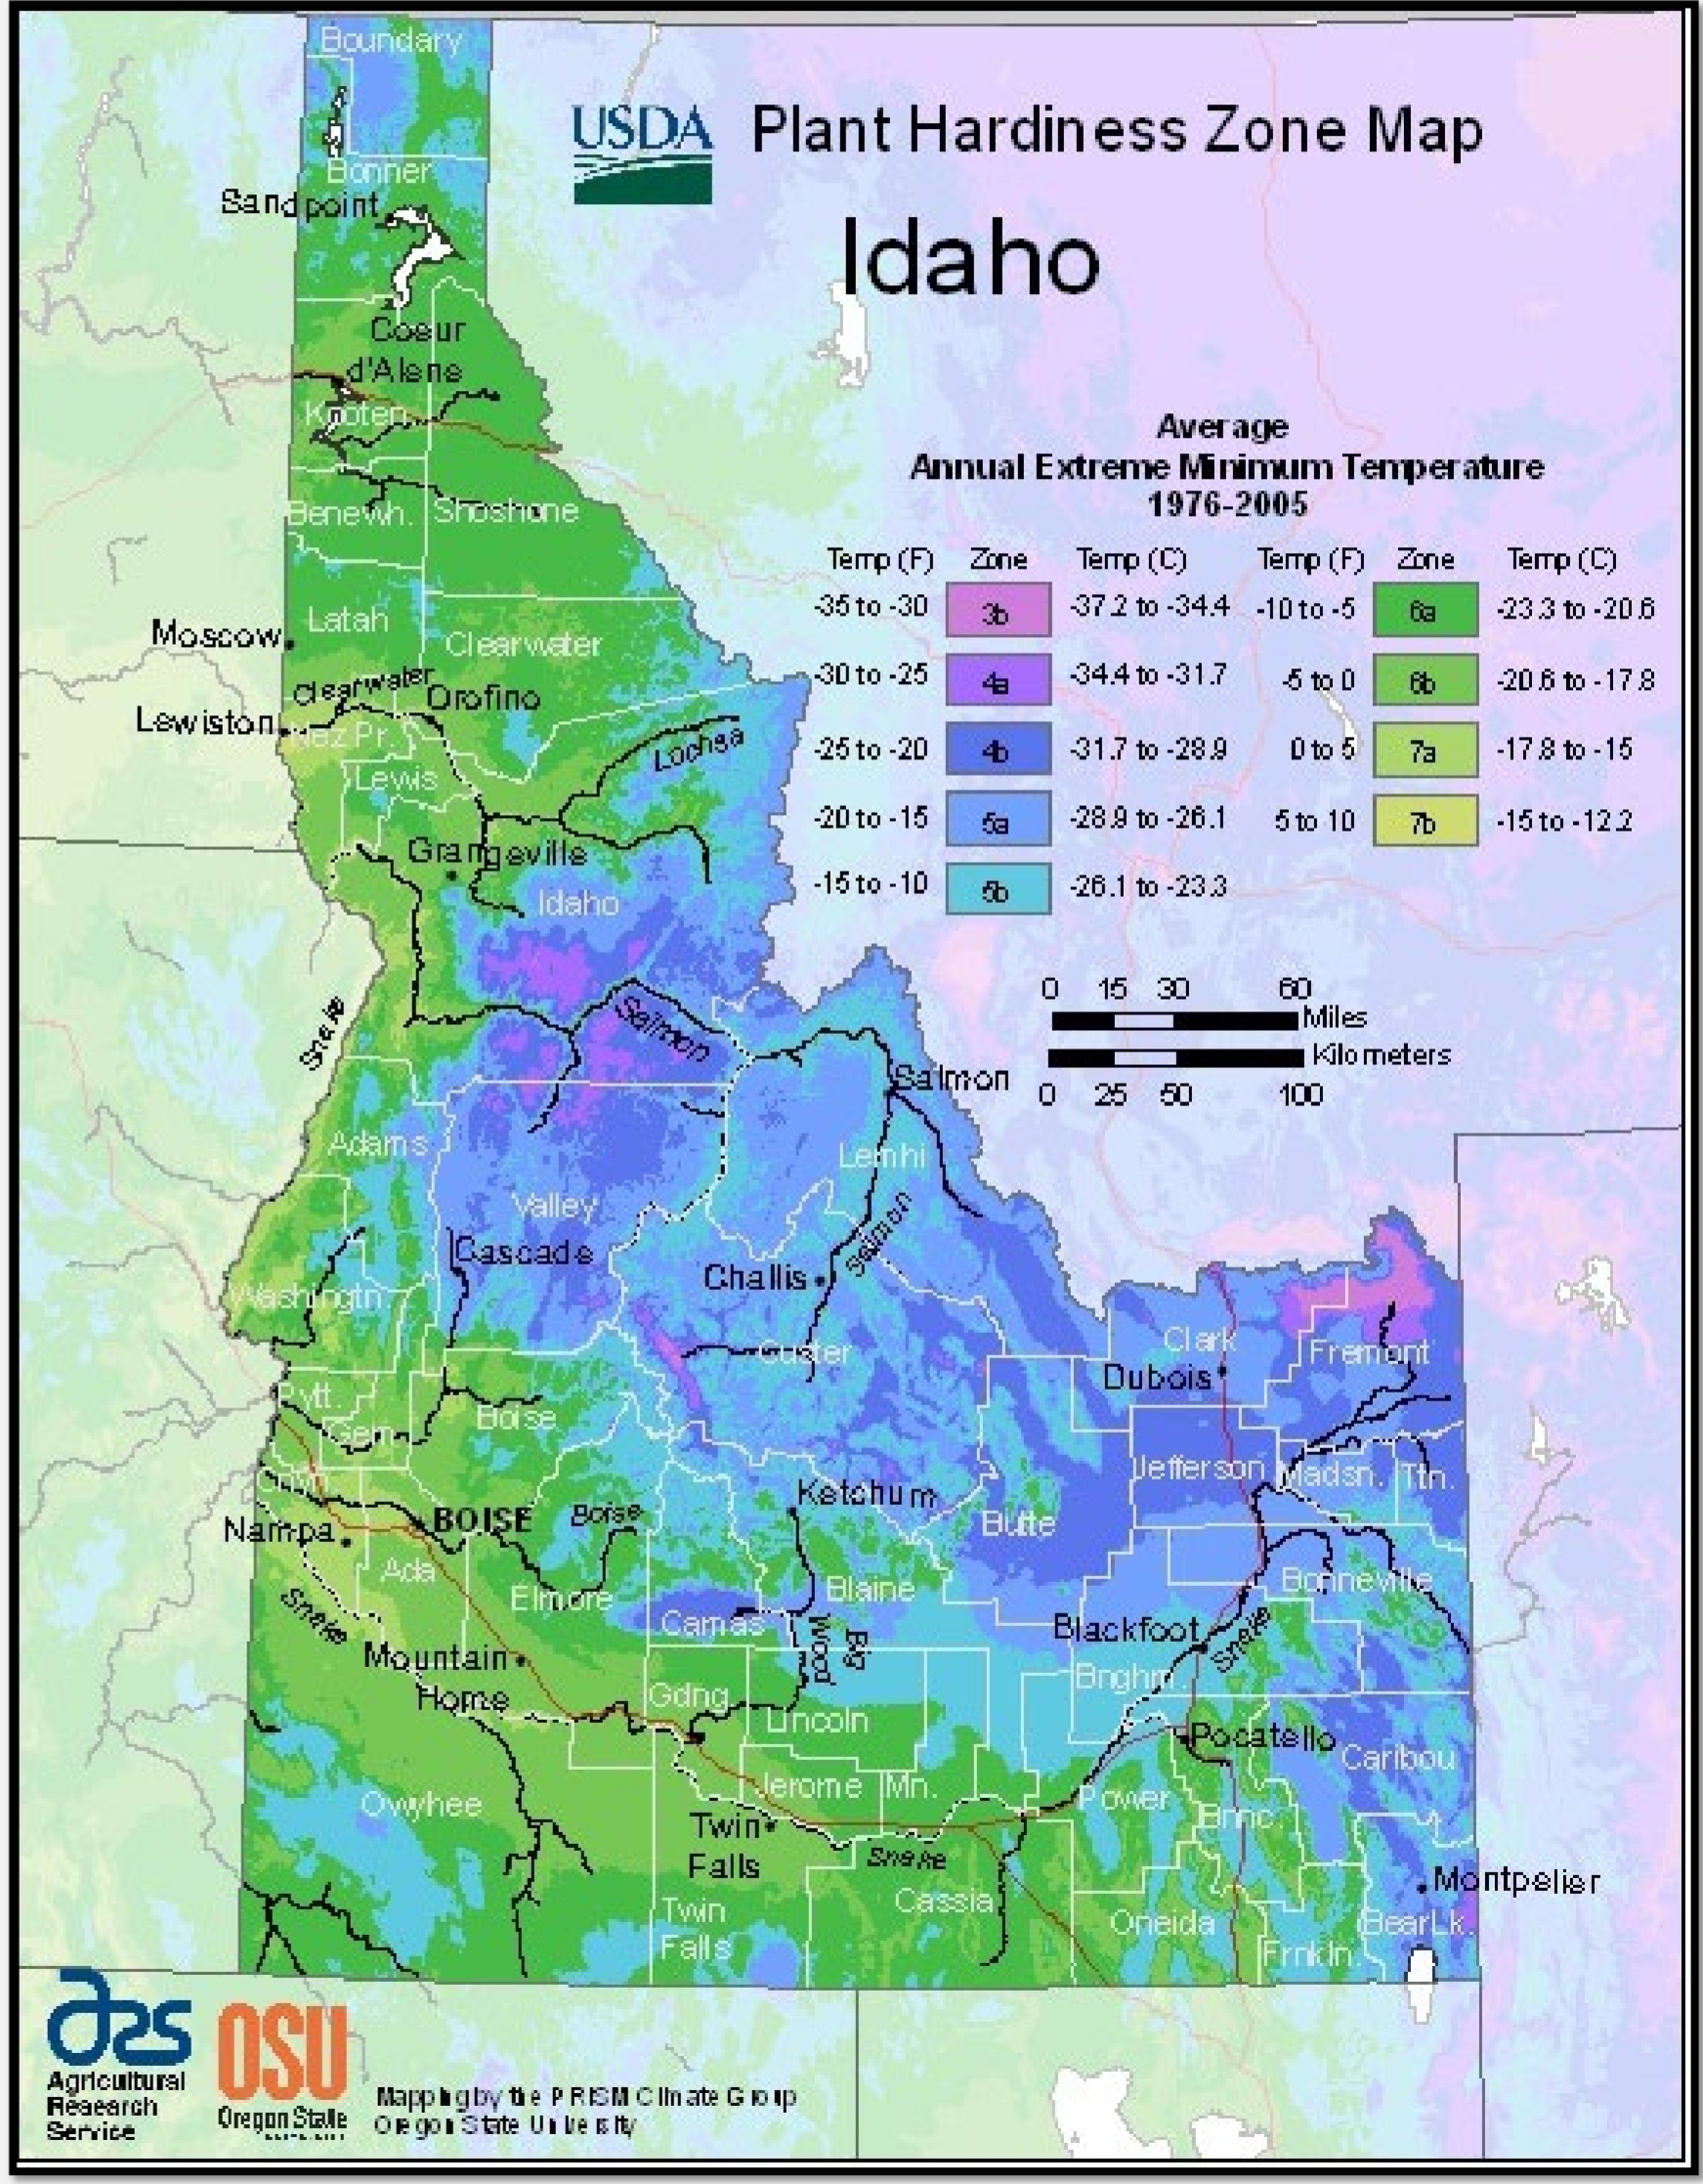 Boundary
USDA
Plant Hardiness Zone Map
Idaho
Bonner
Sandpoint
Coeur
d'Alene
Kooten
Benewh.
Shoshone
Latah
Moscow
Clearwater
Clearwater
Orofino
Lewiston
Nez Pr.
Lewis
Lochsa
Grangeville
Idaho
Average
Annual Extreme Minimum Temperature
1976-2005
Temp (F) Zone Temp (C) Temp (F) Zone Temp (C)
-35 to -30 3b -37.2 to -34.4 -10 to -5 6a -23.3 to -20.6
-30 to -25 4a -34.4 to -31.7 -5 to 0 6b -20.6 to -17.8
-25 to -20 4b -31.7 to -28.9 0 to 5 7a -17.8 to -15
-20 to -15 5a -28.9 to -26.1 5 to 10 7b -15 to -12.2
-15 to -10 5b -26.1 to -23.3
0 15 30 60
Miles
Kilometers
0 25 50 100
Snake
Salmon
Salmon
Adams
Lemhi
Salmon
Valley
Cascade
Challis
Washingtn.
Custer
Clark
Fremont
Dubois
Pytt.
Gem
Boise
Jefferson
Madsn.
Ttn.
Ketchum
Butte
Nampa
BOISE
Boise
Ada
Elmore
Camas
Blaine
Bonneville
Snake
Blackfoot
Snake
Big
Wood
Mountain
Home
Gdng
Bnghm.
Lincoln
Pocatello
Caribou
Owyhee
Jerome
Mn.
Power
Bnnc.
Twin
Falls
Snake
Cassia
Montpelier
Twin
Falls
Oneida
Frnkln.
BearLk.
ars
Agricultural
Research
Service
OSU
Oregon State
Mapping by the PRISM Climate Group
Oregon State University